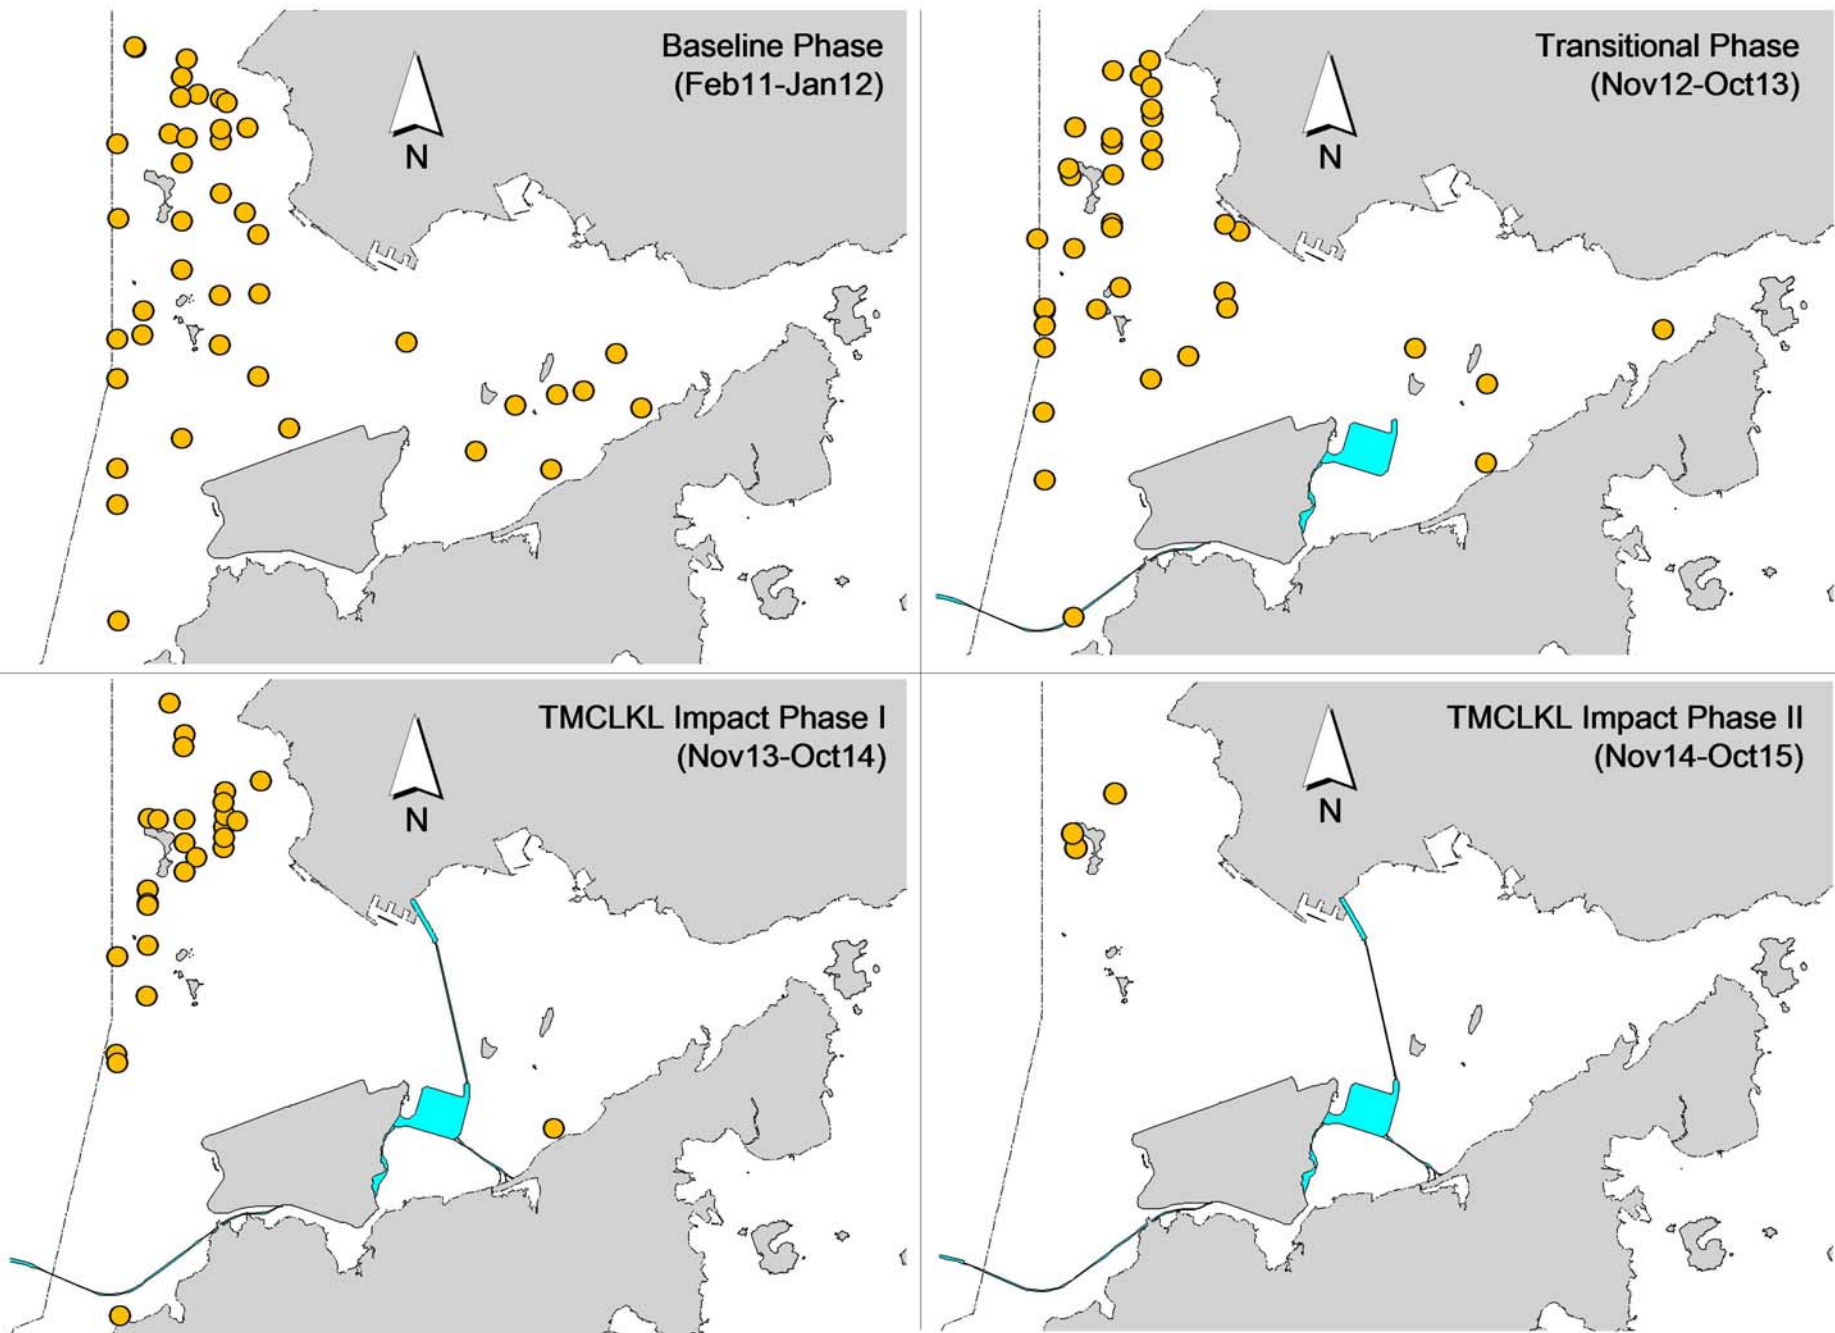 Baseline Phase
(Feb11-Jan12)
N
Transitional Phase
(Nov12-Oct13)
N
TMCLKL Impact Phase I
(Nov13-Oct14)
N
TMCLKL Impact Phase II
(Nov14-Oct15)
N